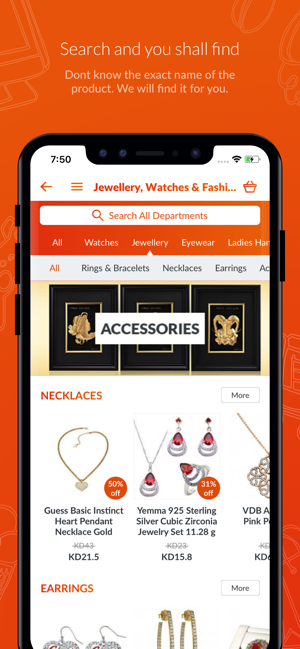 Search and you shall find
Dont know the exact name of the
product. We will find it for you.
7:50
Jewellery, Watches & Fashi...
Search All Departments
All Watches Jewellery Eyewear Ladies Han
All Rings & Bracelets Necklaces Earrings Ac
ACCESSORIES
NECKLACES More
50%
off
31%
off
Guess Basic Instinct
Heart Pendant
Necklace Gold
KD43
KD21.5
Yemma 925 Sterling
Silver Cubic Zirconia
Jewelry Set 11.28 g
KD23
KD15.8
VDB A
Pink P
KD6
EARRINGS More